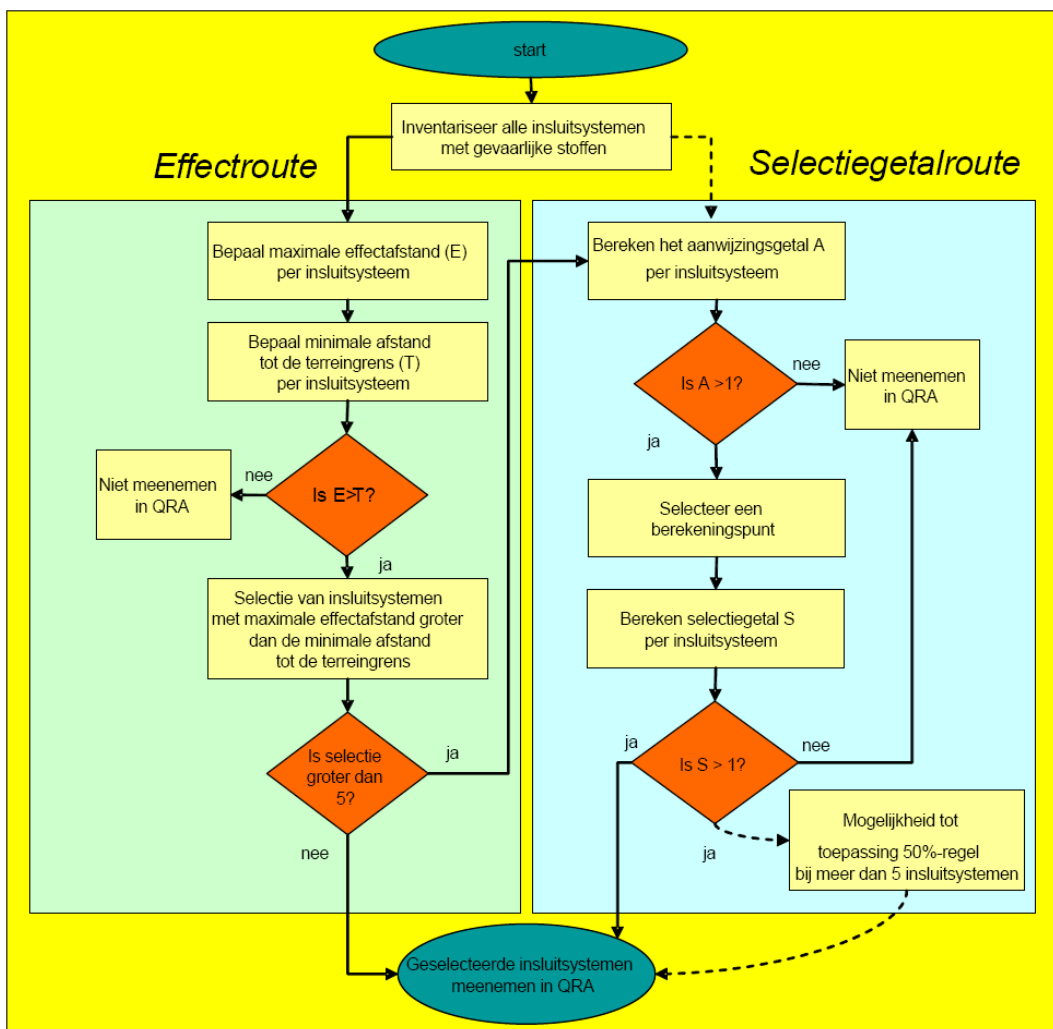 start
Inventariseer alle insluitsystemen
met gevaarlijke stoffen
Effectroute
Bepaal maximale effectafstand (E)
per insluitsysteem
Bepaal minimale afstand
tot de terreingrens (T)
per insluitsysteem
Is E>T?
nee
Niet meenemen
in QRA
ja
Selectie van insluitsystemen
met maximale effectafstand groter
dan de minimale afstand
tot de terreingrens
Is selectie
groter dan
5?
ja
nee
Selectiegetalroute
Bereken het aanwijzingsgetal A
per insluitsysteem
Is A >1?
nee
Niet meenemen
in QRA
ja
Selecteer een
berekeningspunt
Bereken selectiegetal S
per insluitsysteem
Is S > 1?
ja
nee
ja
Mogelijkheid tot
toepassing 50%-regel
bij meer dan 5 insluitsystemen
Geselecteerde insluitsystemen
meenemen in QRA